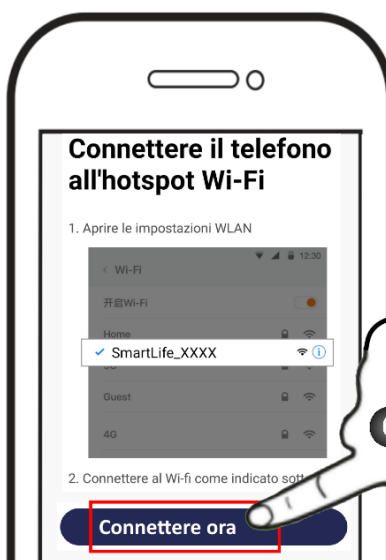 Connettere il telefono
all'hotspot Wi-Fi
1. Aprire le impostazioni WLAN
12:30
< Wi-Fi
开启Wi-Fi
Home
SmartLife_XXXX
Guest
4G
2. Connettere al Wi-fi come indicato
Connettere ora